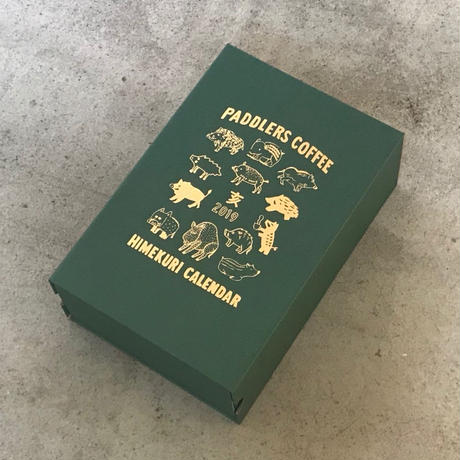 PADDLERS COFFEE
亥
2019
HIMEKURI CALENDAR